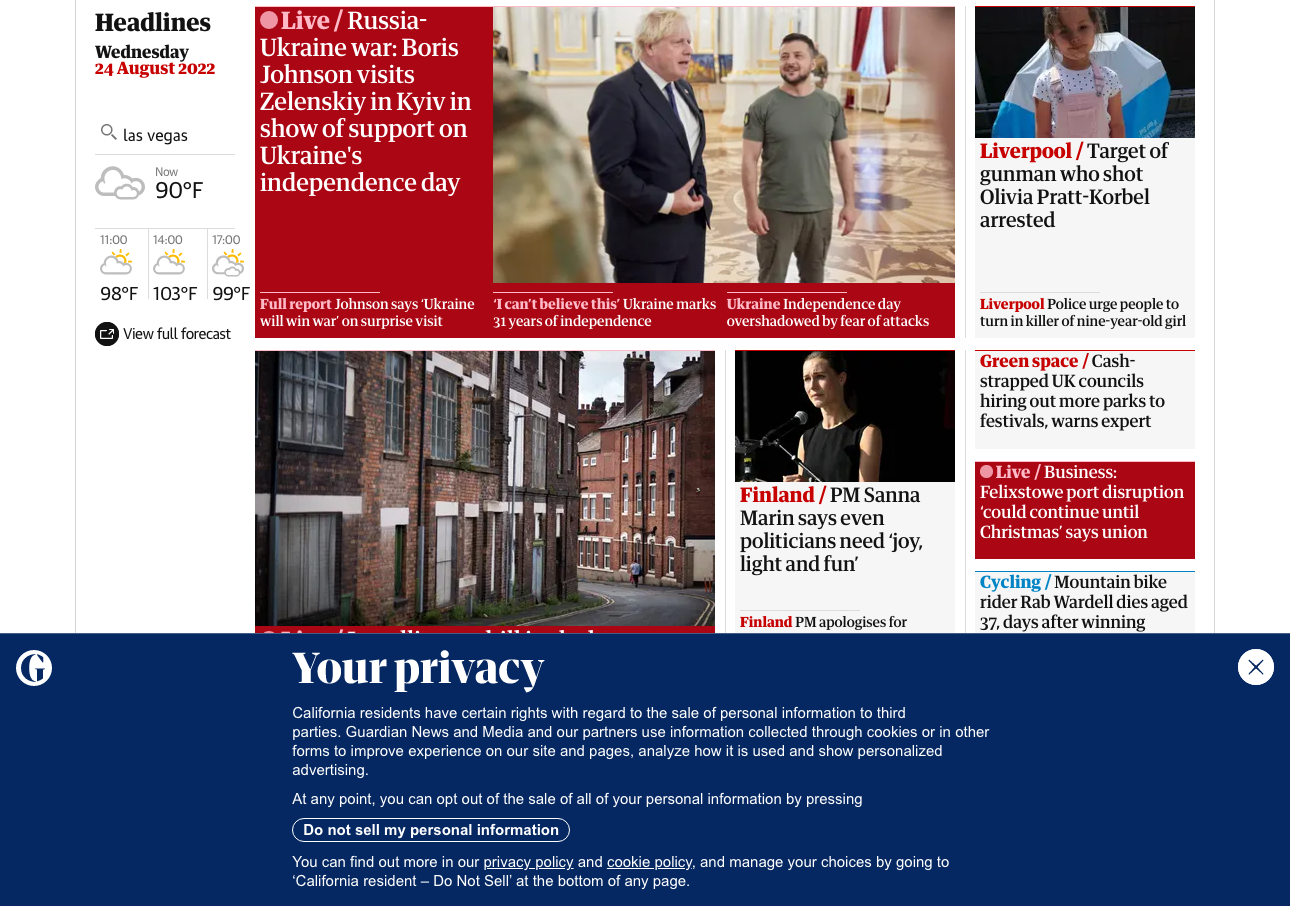 Headlines
Wednesday
24 August 2022
las vegas
Now
90°F
11:00
98°F
14:00
103°F
17:00
99°F
View full forecast
Live / Russia-
Ukraine war: Boris
Johnson visits
Zelenskiy in Kyiv in
show of support on
Ukraine's
independence day
Full report Johnson says ‘Ukraine
will win war’ on surprise visit
‘I can’t believe this’ Ukraine marks
31 years of independence
Ukraine Independence day
overshadowed by fear of attacks
Liverpool / Target of
gunman who shot
Olivia Pratt-Korbel
arrested
Liverpool Police urge people to
turn in killer of nine-year-old girl
Finland / PM Sanna
Marin says even
politicians need ‘joy,
light and fun’
Finland PM apologises for
Green space / Cash-
strapped UK councils
hiring out more parks to
festivals, warns expert
Live / Business:
Felixstowe port disruption
‘could continue until
Christmas’ says union
Cycling / Mountain bike
rider Rab Wardell dies aged
37, days after winning
Your privacy
California residents have certain rights with regard to the sale of personal information to third
parties. Guardian News and Media and our partners use information collected through cookies or in other
forms to improve experience on our site and pages, analyze how it is used and show personalized
advertising.
At any point, you can opt out of the sale of all of your personal information by pressing
Do not sell my personal information
You can find out more in our privacy policy and cookie policy, and manage your choices by going to
‘California resident – Do Not Sell’ at the bottom of any page.